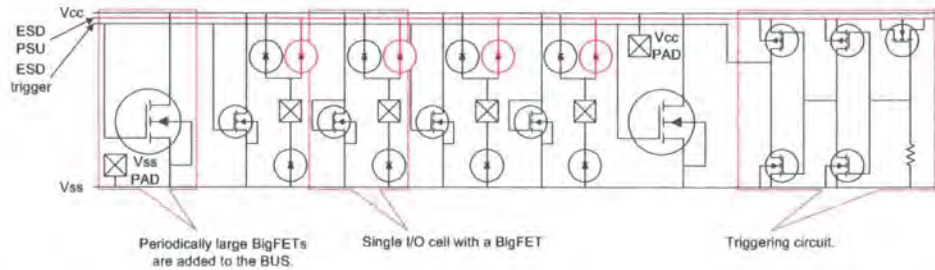 Vcc
ESD
PSU
ESD
trigger
Vcc
PAD
Vss
PAD
Vss
Periodically large BigFETs
are added to the BUS.
Single I/O cell with a BigFET
Triggering circuit.